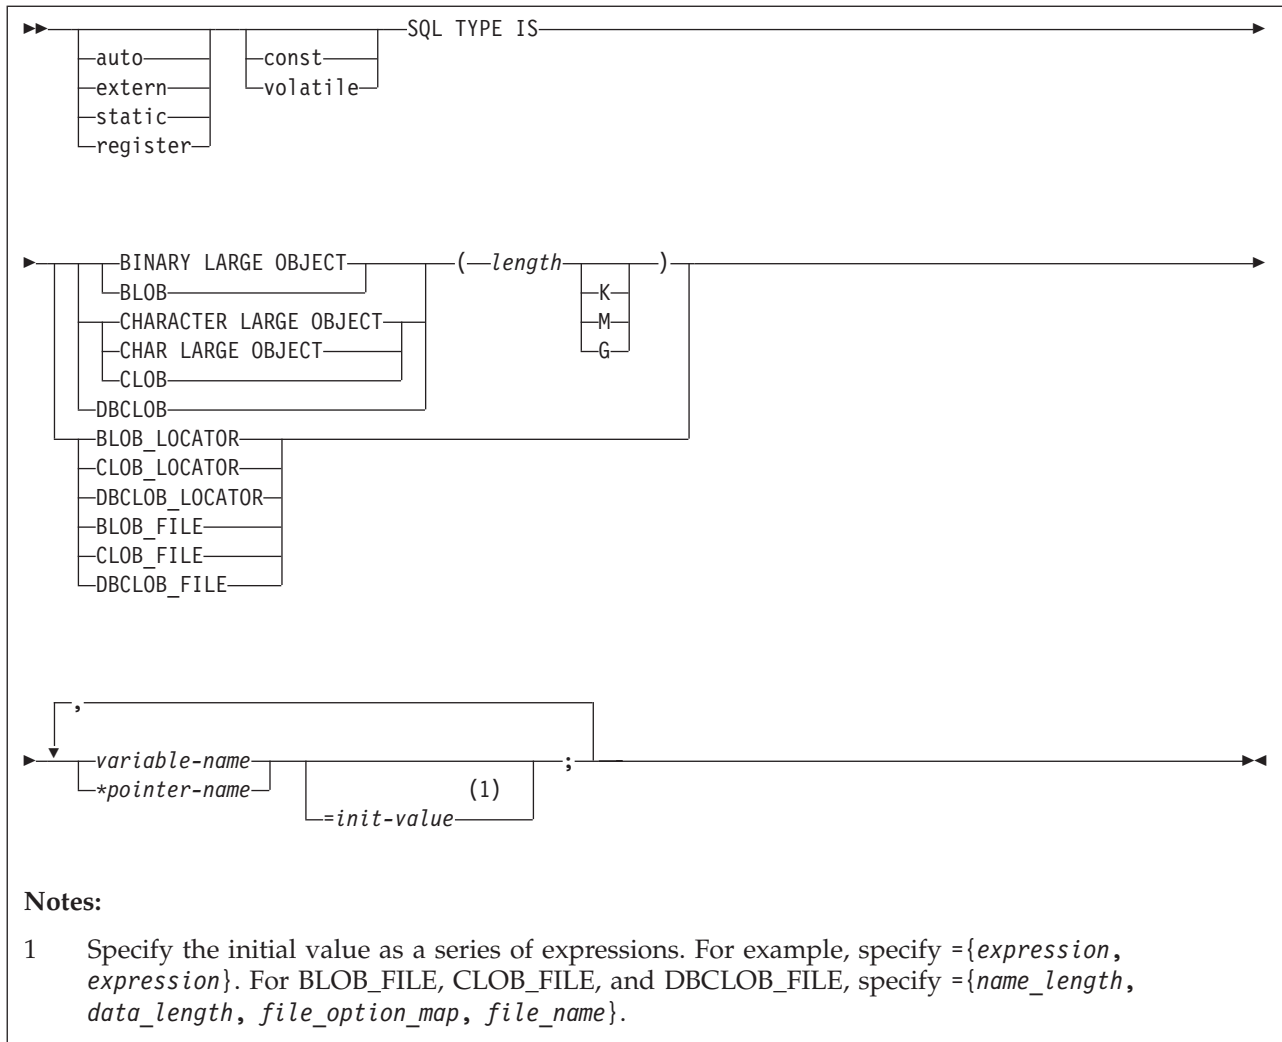 SQL TYPE IS
auto const
extern volatile
static
register
BINARY LARGE OBJECT ( length )
BLOB K
CHARACTER LARGE OBJECT M
CHAR LARGE OBJECT G
CLOB
DBCLOB
BLOB_LOCATOR
CLOB_LOCATOR
DBCLOB_LOCATOR
BLOB_FILE
CLOB_FILE
DBCLOB_FILE
,
variable-name ;
*pointer-name (1)
=init-value
Notes:
1 Specify the initial value as a series of expressions. For example, specify ={expression,
expression}. For BLOB_FILE, CLOB_FILE, and DBCLOB_FILE, specify ={name_length,
data_length, file_option_map, file_name}.